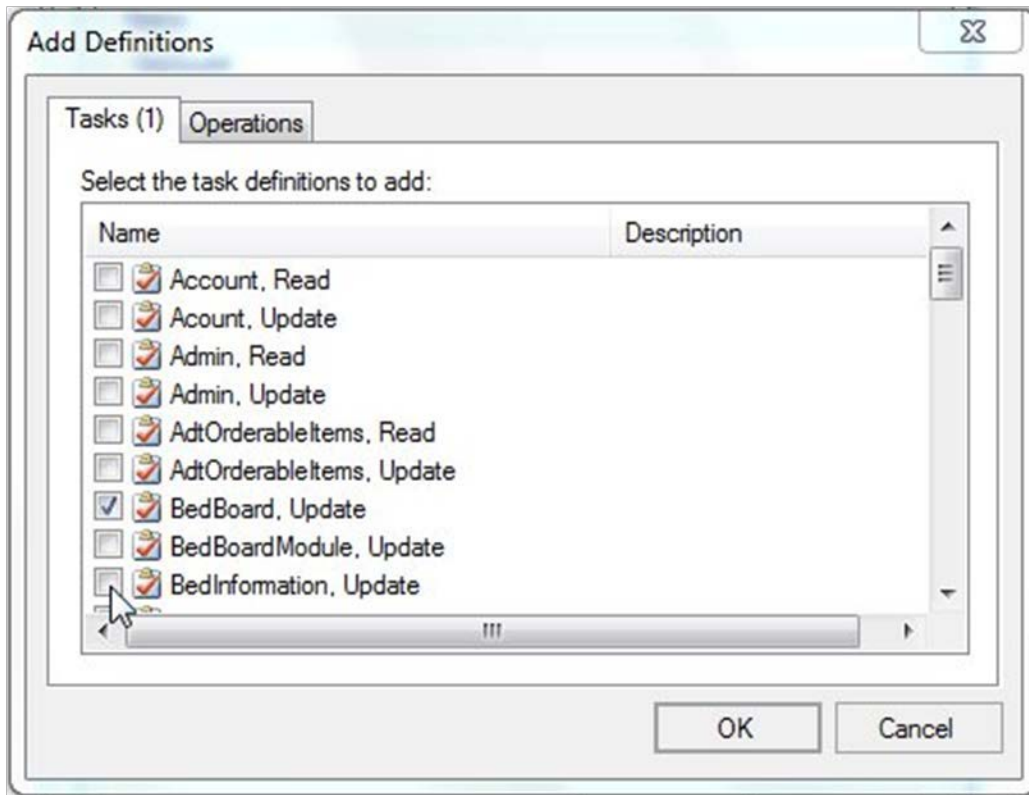 Add Definitions
Tasks (1) Operations
Select the task definitions to add:
Name Description
Account, Read
Acount, Update
Admin, Read
Admin, Update
AdtOrderableItems, Read
AdtOrderableItems, Update
BedBoard, Update
BedBoardModule, Update
BedInformation, Update
OK Cancel